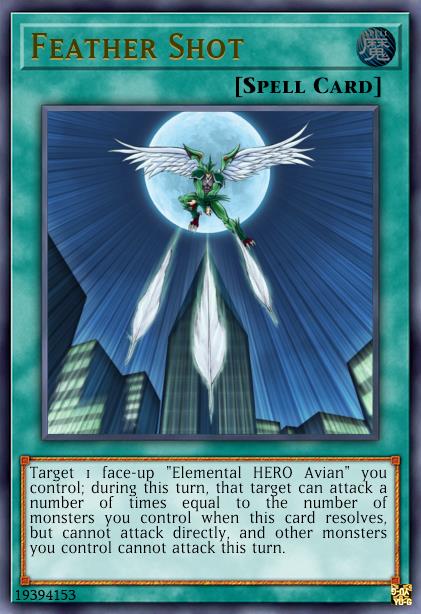 Feather Shot
[Spell Card]
Target 1 face-up "Elemental HERO Avian" you
control; during this turn, that target can attack a
number of times equal to the number of
monsters you control when this card resolves,
but cannot attack directly, and other monsters
you control cannot attack this turn.
19394153